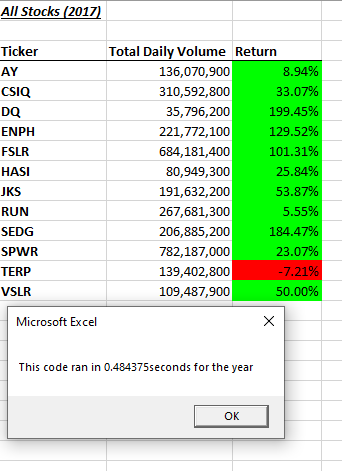 All Stocks (2017)
Ticker Total Daily Volume Return
AY 136,070,900 8.94%
CSIQ 310,592,800 33.07%
DQ 35,796,200 199.45%
ENPH 221,772,100 129.52%
FSLR 684,181,400 101.31%
HASI 80,949,300 25.84%
JKS 191,632,200 53.87%
RUN 267,681,300 5.55%
SEDG 206,885,200 184.47%
SPWR 782,187,000 23.07%
TERP 139,402,800 -7.21%
VSLR 109,487,900 50.00%
Microsoft Excel
This code ran in 0.484375seconds for the year
OK